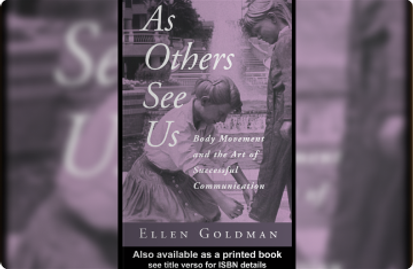 As
Others
See
Us
Body Movement
and the Art of
Successful
Communication
ELLEN GOLDMAN
Also available as a printed book
see title verso for ISBN details